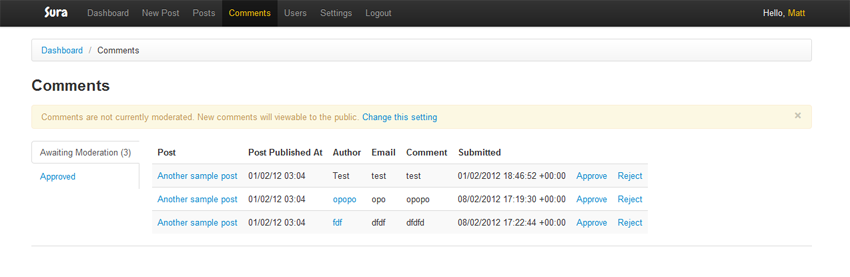 Sura Dashboard New Post Posts Comments Users Settings Logout Hello, Matt
Dashboard / Comments
Comments
Comments are not currently moderated. New comments will viewable to the public. Change this setting ×
Awaiting Moderation (3)
Approved
Post Post Published At Author Email Comment Submitted
Another sample post 01/02/12 03:04 Test test test 01/02/2012 18:46:52 +00:00 Approve Reject
Another sample post 01/02/12 03:04 opopo opo opopo 08/02/2012 17:19:30 +00:00 Approve Reject
Another sample post 01/02/12 03:04 fdf dfdf dfdfd 08/02/2012 17:22:44 +00:00 Approve Reject